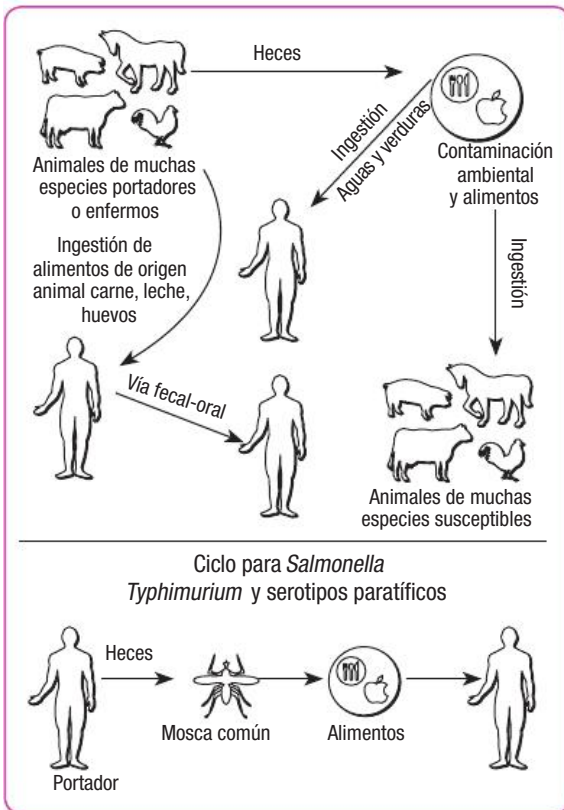 Heces
Ingestión
Aguas y verduras
Contaminación
ambiental
y alimentos
Animales de muchas
especies portadores
o enfermos
Ingestión de
alimentos de origen
animal carne, leche,
huevos
Ingestión
Vía fecal-oral
Animales de muchas
especies susceptibles
Ciclo para Salmonella
Typhimurium y serotipos paratíficos
Heces
Mosca común
Alimentos
Portador